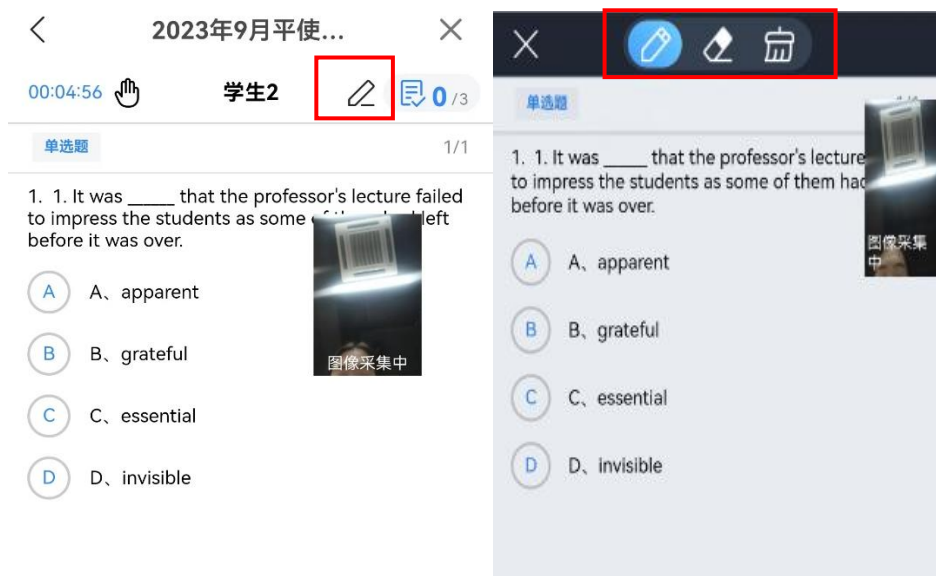 2023年9月平使...
00:04:56 学生2 0 /3
单选题 1/1
1. 1. It was _____ that the professor's lecture failed
to impress the students as some left
before it was over.
A A、apparent
B B、grateful
C C、essential
D D、invisible
图像采集中
单选题
1. 1. It was _____ that the professor's lecture
to impress the students as some of them had
before it was over.
A A、apparent
B B、grateful
C C、essential
D D、invisible
图像采集
中